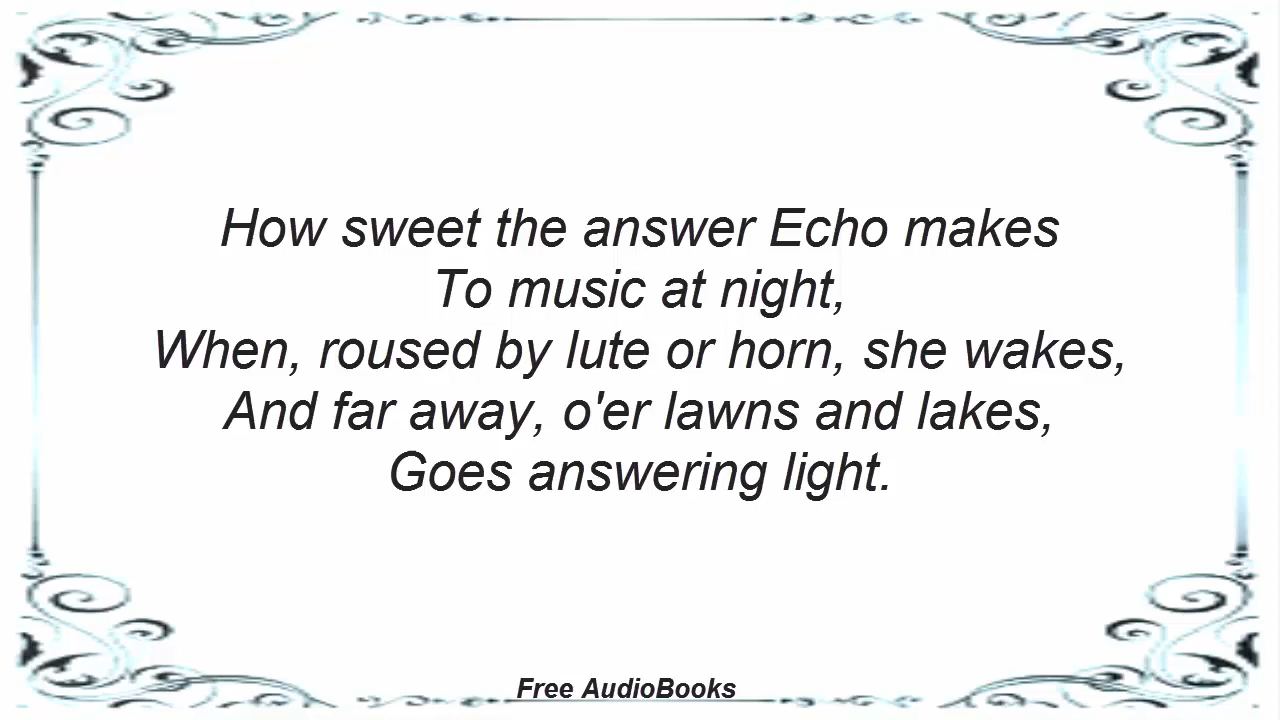 How sweet the answer Echo makes
To music at night,
When, roused by lute or horn, she wakes,
And far away, o'er lawns and lakes,
Goes answering light.
Free AudioBooks